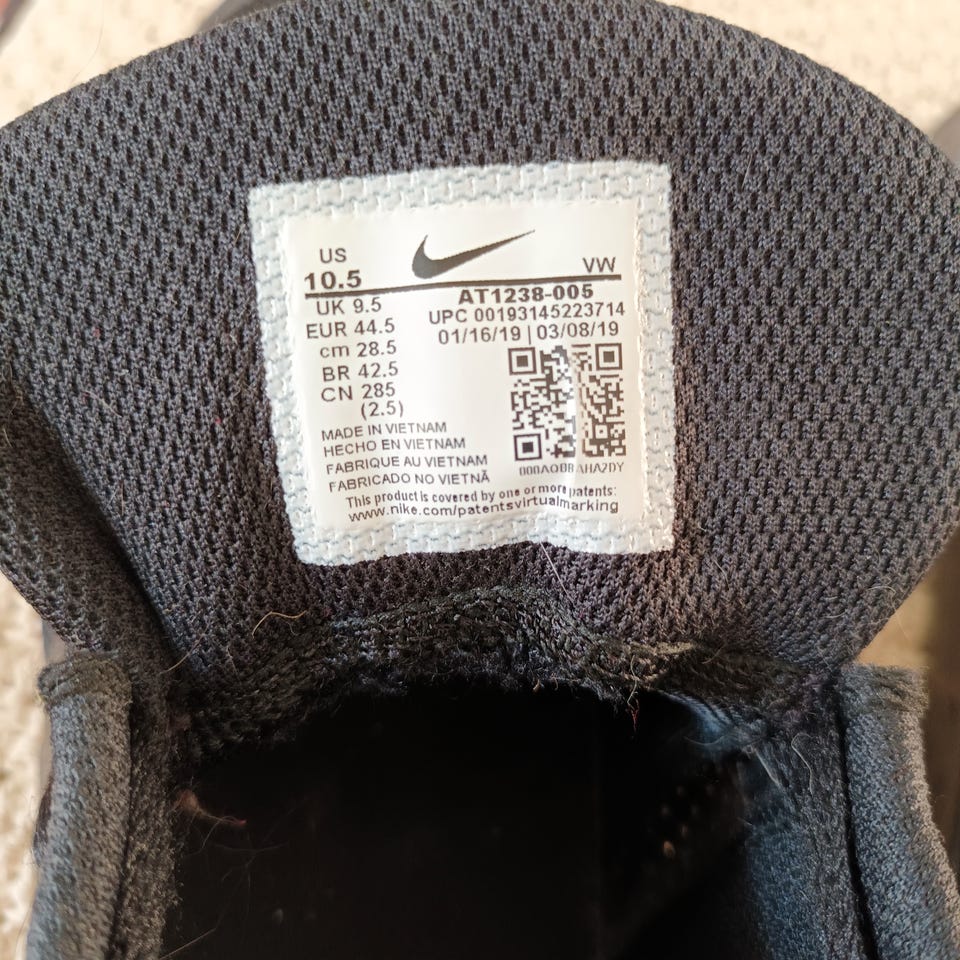 US
10.5
VW
UK 9.5
AT1238-005
EUR 44.5
UPC 00193145223714
cm 28.5
01/16/19 | 03/08/19
BR 42.5
CN 285
(2.5)
MADE IN VIETNAM
HECHO EN VIETNAM
FABRIQUE AU VIETNAM
FABRICADO NO VIETNÃ
This product is covered by one or more patents:
www.nike.com/patentsvirtualmarking